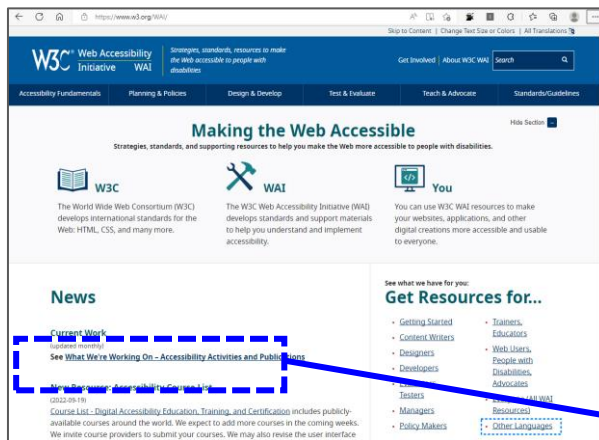 https://www.w3.org/WAI/
Skip to Content | Change Text Size or Colors | All Translations
W3C® Web Accessibility Initiative WAI
Strategies, standards, resources to make
the Web accessible to people with
disabilities
Get Involved | About W3C WAI
Search
Accessibility Fundamentals Planning & Policies Design & Develop Test & Evaluate Teach & Advocate Standards/Guidelines
Hide Section
Making the Web Accessible
Strategies, standards, and supporting resources to help you make the Web more accessible to people with disabilities.
W3C
The World Wide
Web Consortium (W3C)
develops international standards for the
Web: HTML, CSS, and many more.
WAI
The W3C Web Accessibility Initiative (WAI)
develops standards and support materials
to help you understand and implement
accessibility.
You
You can use W3C WAI resources to make
your websites, applications, and other
digital creations more accessible and usable
to everyone.
News
Current Work
(updated monthly)
See What We're Working On – Accessibility Activities and Publications
New Resource: Accessibility Course List
(2022-09-19)
Course List - Digital Accessibility Education, Training, and Certification includes publicly-
available courses around the world. We expect to add more courses in the coming weeks.
We invite course providers to submit your courses. We may also revise the user interface
See what we have for you:
Get Resources for...
Getting Started
Content Writers
Designers
Developers
Testers
Managers
Policy Makers
Trainers,
Educators
Web Users,
People with
Disabilities,
Advocates
(All WAI
Resources)
Other Languages